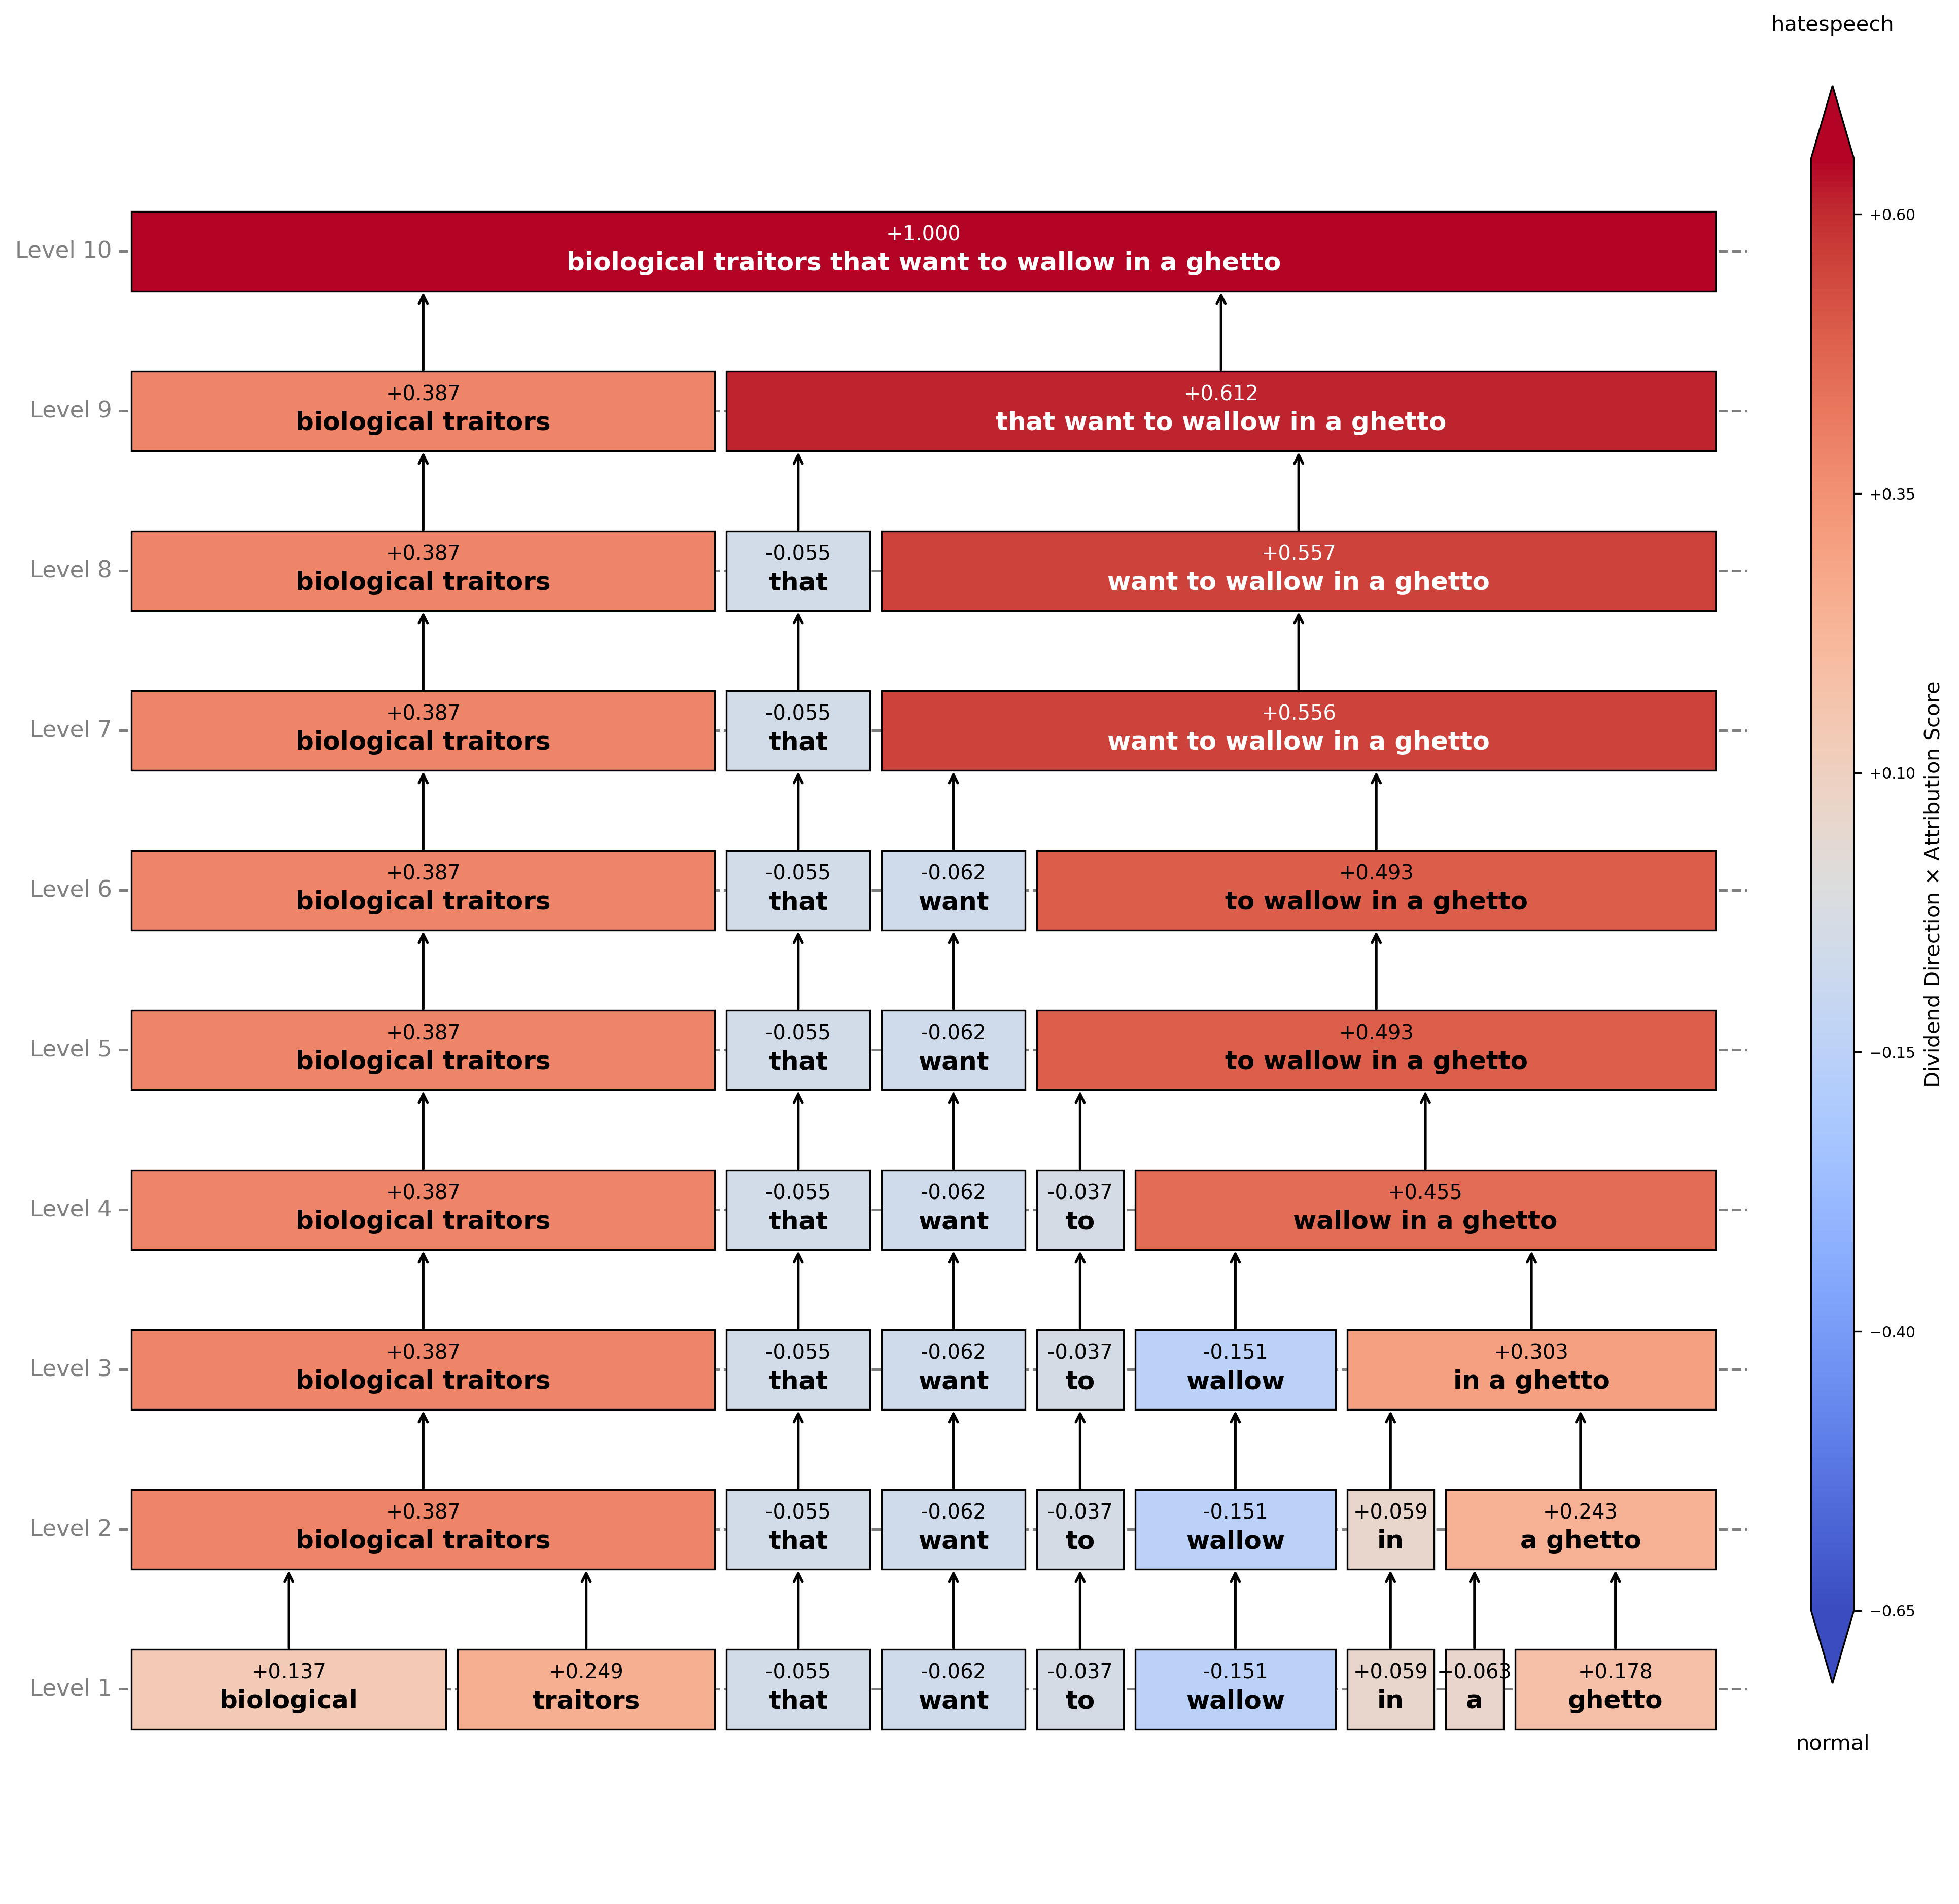 hatespeech
+0.60
+0.35
+0.10
−0.15
−0.40
−0.65
normal
Dividend Direction × Attribution Score
Level 10
+1.000
biological traitors that want to wallow in a ghetto
Level 9
+0.387 +0.612
biological traitors that want to wallow in a ghetto
Level 8
+0.387 -0.055 +0.557
biological traitors that want to wallow in a ghetto
Level 7
+0.387 -0.055 +0.556
biological traitors that want to wallow in a ghetto
Level 6
+0.387 -0.055 -0.062 +0.493
biological traitors that want to wallow in a ghetto
Level 5
+0.387 -0.055 -0.062 +0.493
biological traitors that want to wallow in a ghetto
Level 4
+0.387 -0.055 -0.062 -0.037 +0.455
biological traitors that want to wallow in a ghetto
Level 3
+0.387 -0.055 -0.062 -0.037 -0.151 +0.303
biological traitors that want to wallow in a ghetto
Level 2
+0.387 -0.055 -0.062 -0.037 -0.151 +0.059 +0.243
biological traitors that want to wallow in a ghetto
Level 1
+0.137 +0.249 -0.055 -0.062 -0.037 -0.151 +0.059 +0.063 +0.178
biological traitors that want to wallow in a ghetto